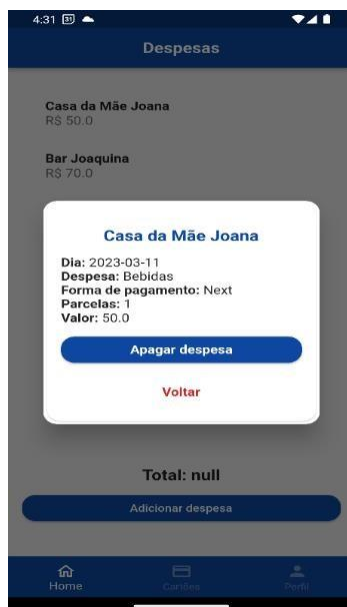 4:31 31
Despesas
Casa da Mãe Joana
R$ 50.0
Bar Joaquina
R$ 70.0
Casa da Mãe Joana
Dia: 2023-03-11
Despesa: Bebidas
Forma de pagamento: Next
Parcelas: 1
Valor: 50.0
Apagar despesa
Voltar
Total: null
Adicionar despesa
Home Cartões Perfil